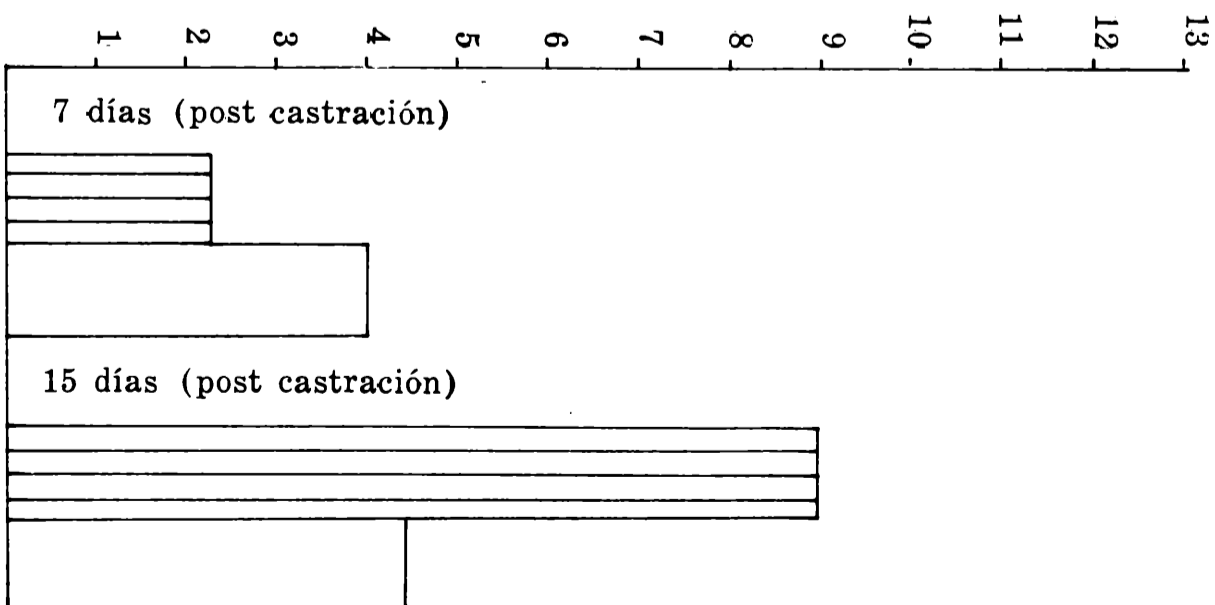 1 2 3 4 5 6 7 8 9 10 11 12 13
7 días (post castración)
15 días (post castración)